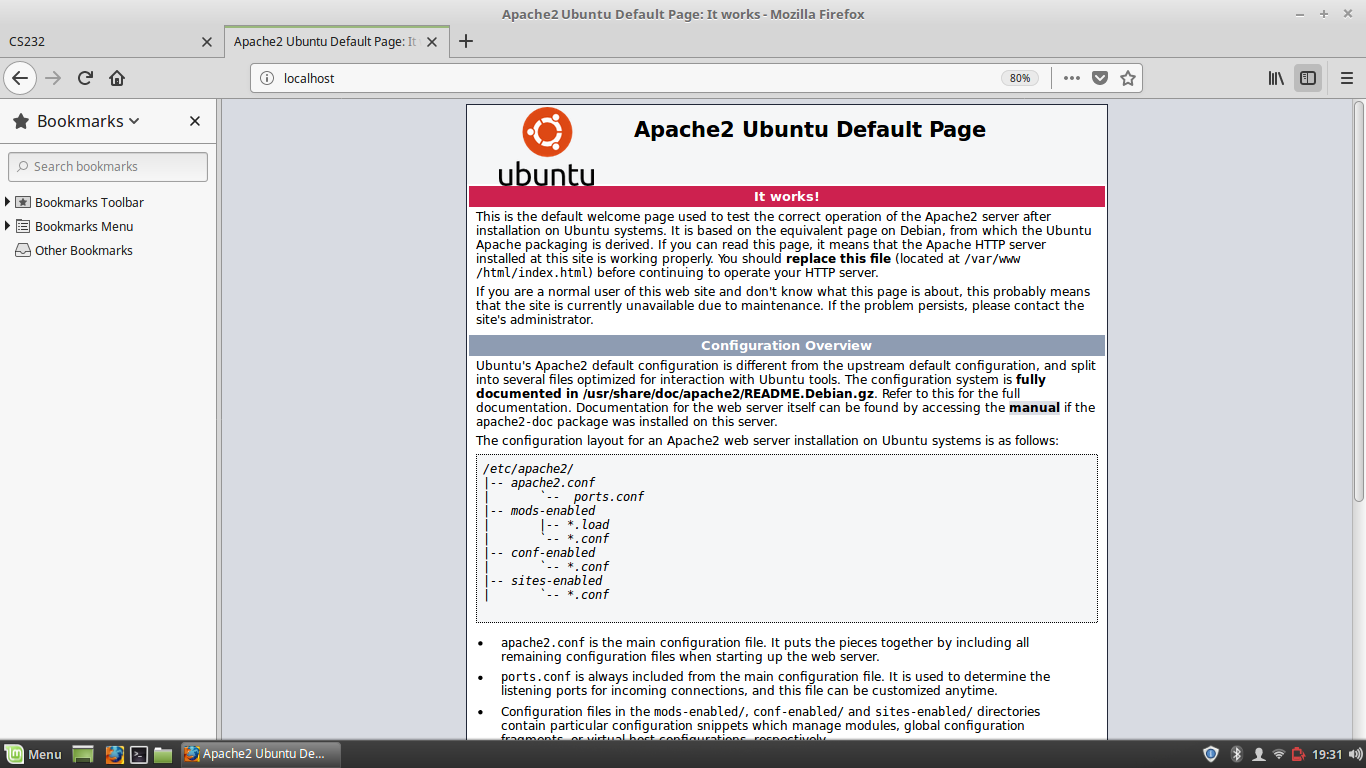 Apache2 Ubuntu Default Page: It works - Mozilla Firefox
CS232
Apache2 Ubuntu Default Page: It
localhost
80%
Bookmarks
Search bookmarks
Bookmarks Toolbar
Bookmarks Menu
Other Bookmarks
ubuntu
Apache2 Ubuntu Default Page
It works!
This is the default welcome page used to test the correct operation of the Apache2 server after
installation on Ubuntu systems. It is based on the equivalent page on Debian, from which the Ubuntu
Apache packaging is derived. If you can read this page, it means that the Apache HTTP server
installed at this site is working properly. You should replace this file (located at /var/www
/html/index.html) before continuing to operate your HTTP server.
If you are a normal user of this web site and don't know what this page is about, this probably means
that the site is currently unavailable due to maintenance. If the problem persists, please contact the
site's administrator.
Configuration Overview
Ubuntu's Apache2 default configuration is different from the upstream default configuration, and split
into several files optimized for interaction with Ubuntu tools. The configuration system is fully
documented in /usr/share/doc/apache2/README.Debian.gz. Refer to this for the full
documentation. Documentation for the web server itself can be found by accessing the manual if the
apache2-doc package was installed on this server.
The configuration layout for an Apache2 web server installation on Ubuntu systems is as follows:
/etc/apache2/
|-- apache2.conf
|       `--  ports.conf
|-- mods-enabled
|       |-- *.load
|       `-- *.conf
|-- conf-enabled
|       `-- *.conf
|-- sites-enabled
|       `-- *.conf
• apache2.conf is the main configuration file. It puts the pieces together by including all
remaining configuration files when starting up the web server.
• ports.conf is always included from the main configuration file. It is used to determine the
listening ports for incoming connections, and this file can be customized anytime.
• Configuration files in the mods-enabled/, conf-enabled/ and sites-enabled/ directories
contain particular configuration snippets which manage modules, global configuration
fragments, or virtual host configurations, respectively.
Menu
Apache2 Ubuntu De...
19:31